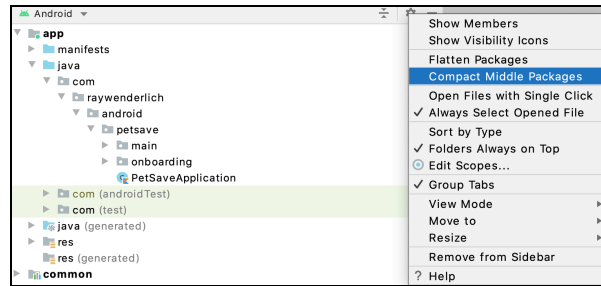 Android
app
manifests
java
com
raywenderlich
android
petsave
main
onboarding
PetSaveApplication
com (androidTest)
com (test)
java (generated)
res
res (generated)
common
Show Members
Show Visibility Icons
Flatten Packages
Compact Middle Packages
Open Files with Single Click
Always Select Opened File
Sort by Type
Folders Always on Top
Edit Scopes...
Group Tabs
View Mode
Move to
Resize
Remove from Sidebar
? Help